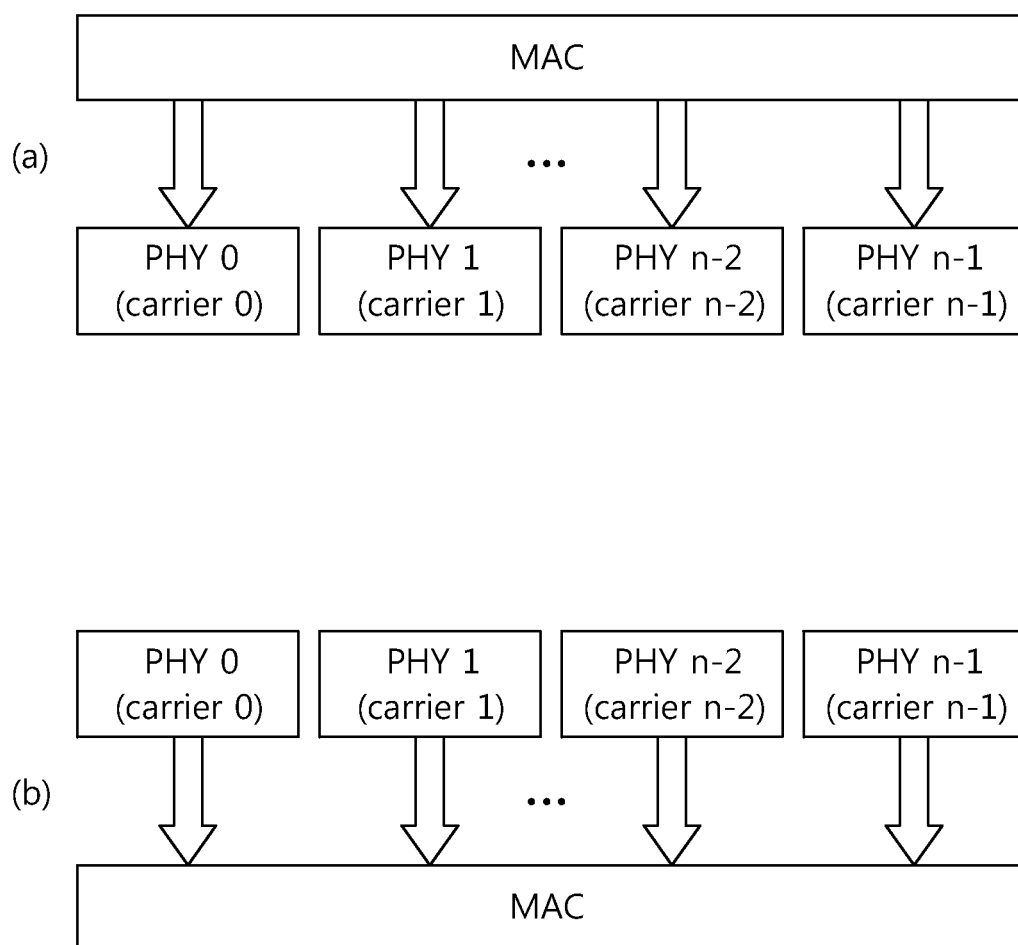 MAC
(a)
...
PHY 0
(carrier 0)
PHY 1
(carrier 1)
PHY n-2
(carrier n-2)
PHY n-1
(carrier n-1)
PHY 0
(carrier 0)
PHY 1
(carrier 1)
PHY n-2
(carrier n-2)
PHY n-1
(carrier n-1)
(b)
...
MAC